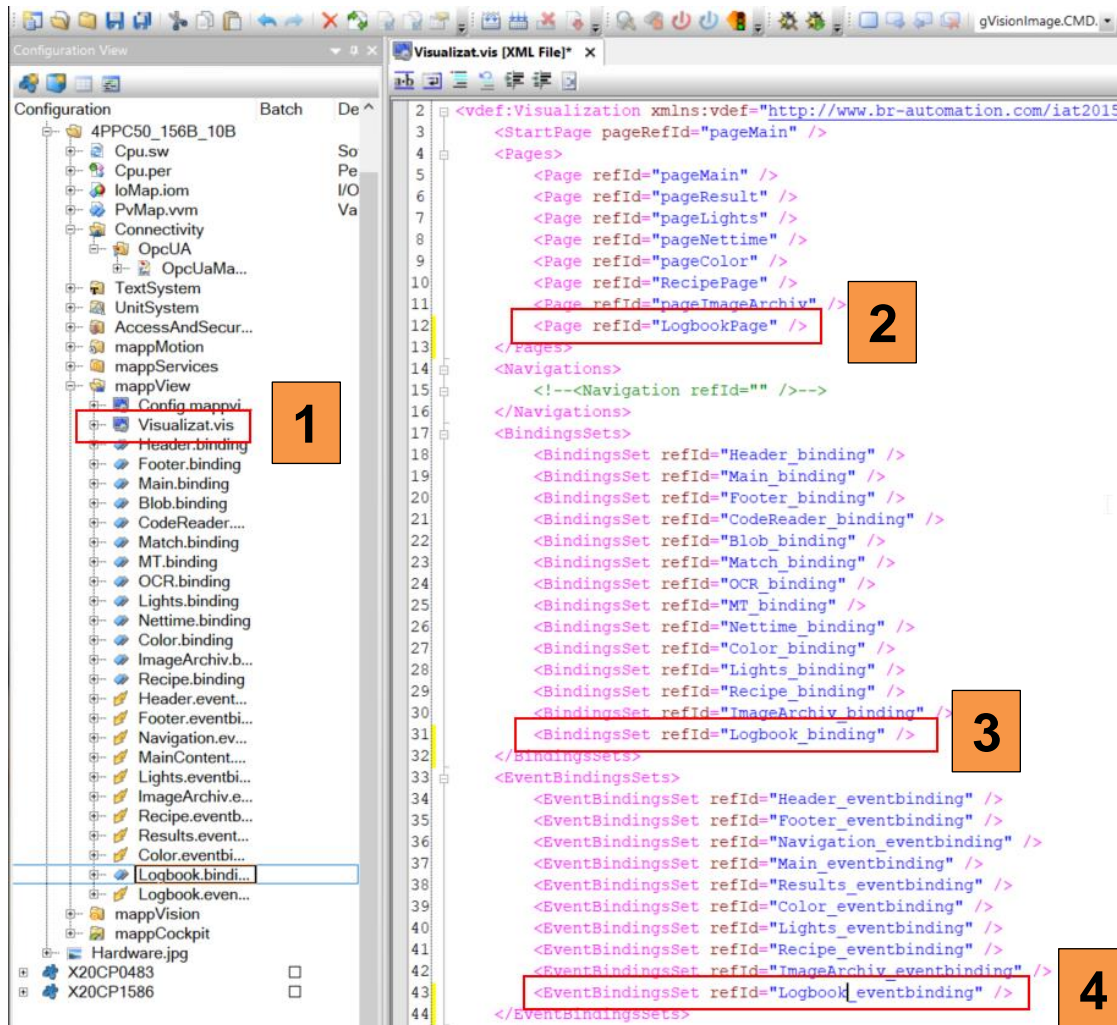 gVisionImage.CMD.
Configuration View
Visualizat.vis [XML File]*
Configuration Batch De
4PPC50_156B_10B
Cpu.sw So
Cpu.per Pe
IoMap.iom I/O
PvMap.vvm Va
Connectivity
OpcUA
OpcUaMa...
TextSystem
UnitSystem
AccessAndSecur...
mappMotion
mappServices
mappView
Config.mappvi
Visualizat.vis
1
Header.binding
Footer.binding
Main.binding
Blob.binding
CodeReader....
Match.binding
MT.binding
OCR.binding
Lights.binding
Nettime.binding
Color.binding
ImageArchiv.b...
Recipe.binding
Header.event...
Footer.eventbi...
Navigation.ev...
MainContent....
Lights.eventbi...
ImageArchiv.e...
Recipe.eventb...
Results.event...
Color.eventbi...
Logbook.bindi...
Logbook.even...
mappVision
mappCockpit
Hardware.jpg
X20CP0483
X20CP1586
2 <vdef:Visualization xmlns:vdef="http://www.br-automation.com/iat2015
3 <StartPage pageRefId="pageMain" />
4 <Pages>
5 <Page refId="pageMain" />
6 <Page refId="pageResult" />
7 <Page refId="pageLights" />
8 <Page refId="pageNettime" />
9 <Page refId="pageColor" />
10 <Page refId="RecipePage" />
11 <Page refId="pageImageArchiv" />
12 <Page refId="LogbookPage" />
2
13 </Pages>
14 <Navigations>
15 <!--<Navigation refId="" />-->
16 </Navigations>
17 <BindingsSets>
18 <BindingsSet refId="Header_binding" />
19 <BindingsSet refId="Main_binding" />
20 <BindingsSet refId="Footer_binding" />
21 <BindingsSet refId="CodeReader_binding" />
22 <BindingsSet refId="Blob_binding" />
23 <BindingsSet refId="Match_binding" />
24 <BindingsSet refId="OCR_binding" />
25 <BindingsSet refId="MT_binding" />
26 <BindingsSet refId="Nettime_binding" />
27 <BindingsSet refId="Color_binding" />
28 <BindingsSet refId="Lights_binding" />
29 <BindingsSet refId="Recipe_binding" />
30 <BindingsSet refId="ImageArchiv_binding" />
31 <BindingsSet refId="Logbook_binding" />
3
32 </BindingsSets>
33 <EventBindingsSets>
34 <EventBindingsSet refId="Header_eventbinding" />
35 <EventBindingsSet refId="Footer_eventbinding" />
36 <EventBindingsSet refId="Navigation_eventbinding" />
37 <EventBindingsSet refId="Main_eventbinding" />
38 <EventBindingsSet refId="Results_eventbinding" />
39 <EventBindingsSet refId="Color_eventbinding" />
40 <EventBindingsSet refId="Lights_eventbinding" />
41 <EventBindingsSet refId="Recipe_eventbinding" />
42 <EventBindingsSet refId="ImageArchiv_eventbinding" />
43 <EventBindingsSet refId="Logbook_eventbinding" />
4
44 </EventBindingsSets>